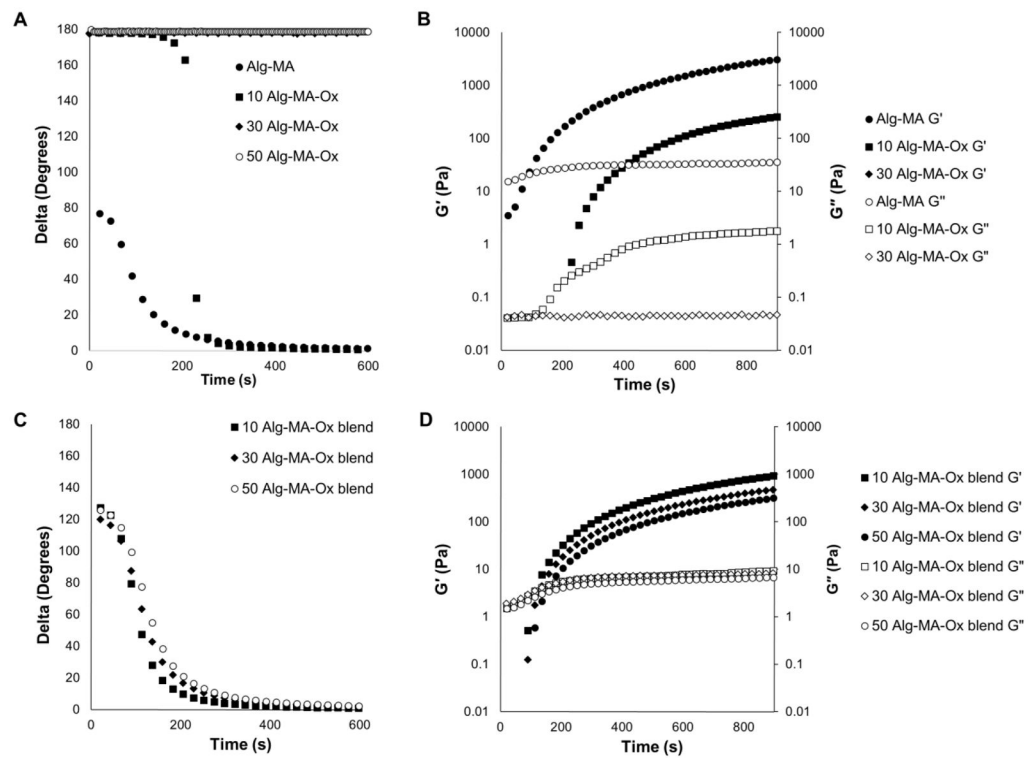 A
Delta (Degrees)
180
160
140
120
100
80
60
40
20
0
0
200
400
600
Time (s)
Alg-MA
10 Alg-MA-Ox
30 Alg-MA-Ox
50 Alg-MA-Ox
B
G′ (Pa)
10000
1000
100
10
1
0.1
0.01
0
200
400
600
800
Time (s)
10000
1000
100
10
1
0.1
0.01
G″ (Pa)
Alg-MA G'
10 Alg-MA-Ox G'
30 Alg-MA-Ox G'
Alg-MA G"
10 Alg-MA-Ox G"
30 Alg-MA-Ox G"
C
Delta (Degrees)
180
160
140
120
100
80
60
40
20
0
0
200
400
600
Time (s)
10 Alg-MA-Ox blend
30 Alg-MA-Ox blend
50 Alg-MA-Ox blend
D
G′ (Pa)
10000
1000
100
10
1
0.1
0.01
0
200
400
600
800
Time (s)
10000
1000
100
10
1
0.1
0.01
G″ (Pa)
10 Alg-MA-Ox blend G'
30 Alg-MA-Ox blend G'
50 Alg-MA-Ox blend G'
10 Alg-MA-Ox blend G"
30 Alg-MA-Ox blend G"
50 Alg-MA-Ox blend G"